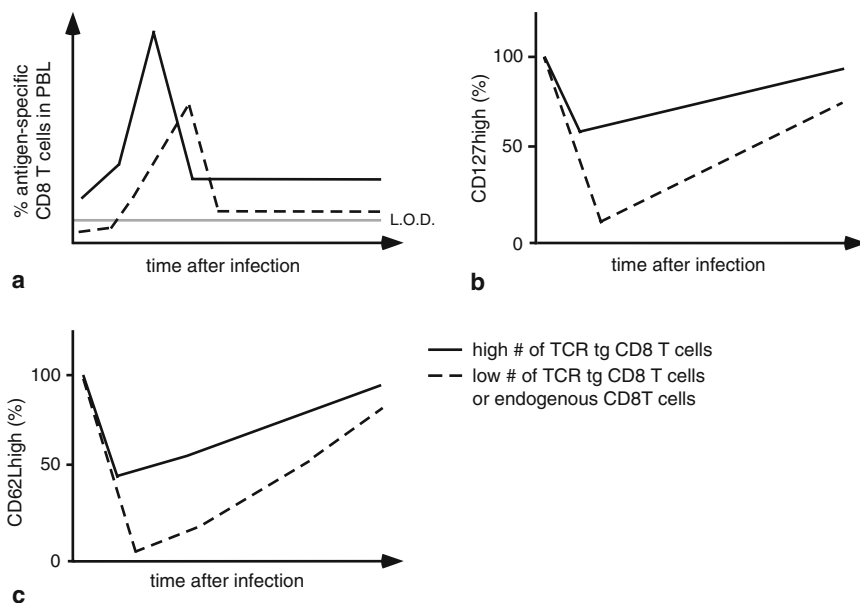 % antigen-specific
CD8 T cells in PBL
L.O.D.
time after infection
a
100
50
0
CD127high (%)
time after infection
b
100
50
0
CD62Lhigh (%)
time after infection
c
high # of TCR tg CD8 T cells
low # of TCR tg CD8 T cells
or endogenous CD8T cells